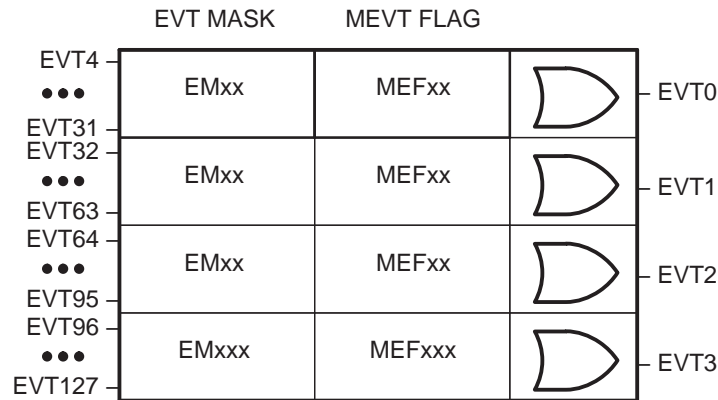 EVT MASK MEVT FLAG
EVT4
EMxx MEFxx EVT0
EVT31
EVT32
EMxx MEFxx EVT1
EVT63
EVT64
EMxx MEFxx EVT2
EVT95
EVT96
EMxxx MEFxxx EVT3
EVT127